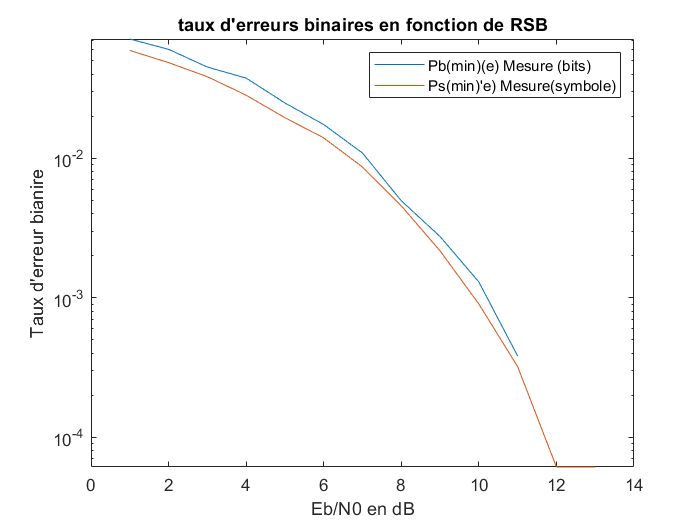 taux d'erreurs binaires en fonction de RSB
Pb(min)(e) Mesure (bits)
Ps(min)'e) Mesure(symbole)
Taux d'erreur bianire
10-2
10-3
10-4
0 2 4 6 8 10 12 14
Eb/N0 en dB